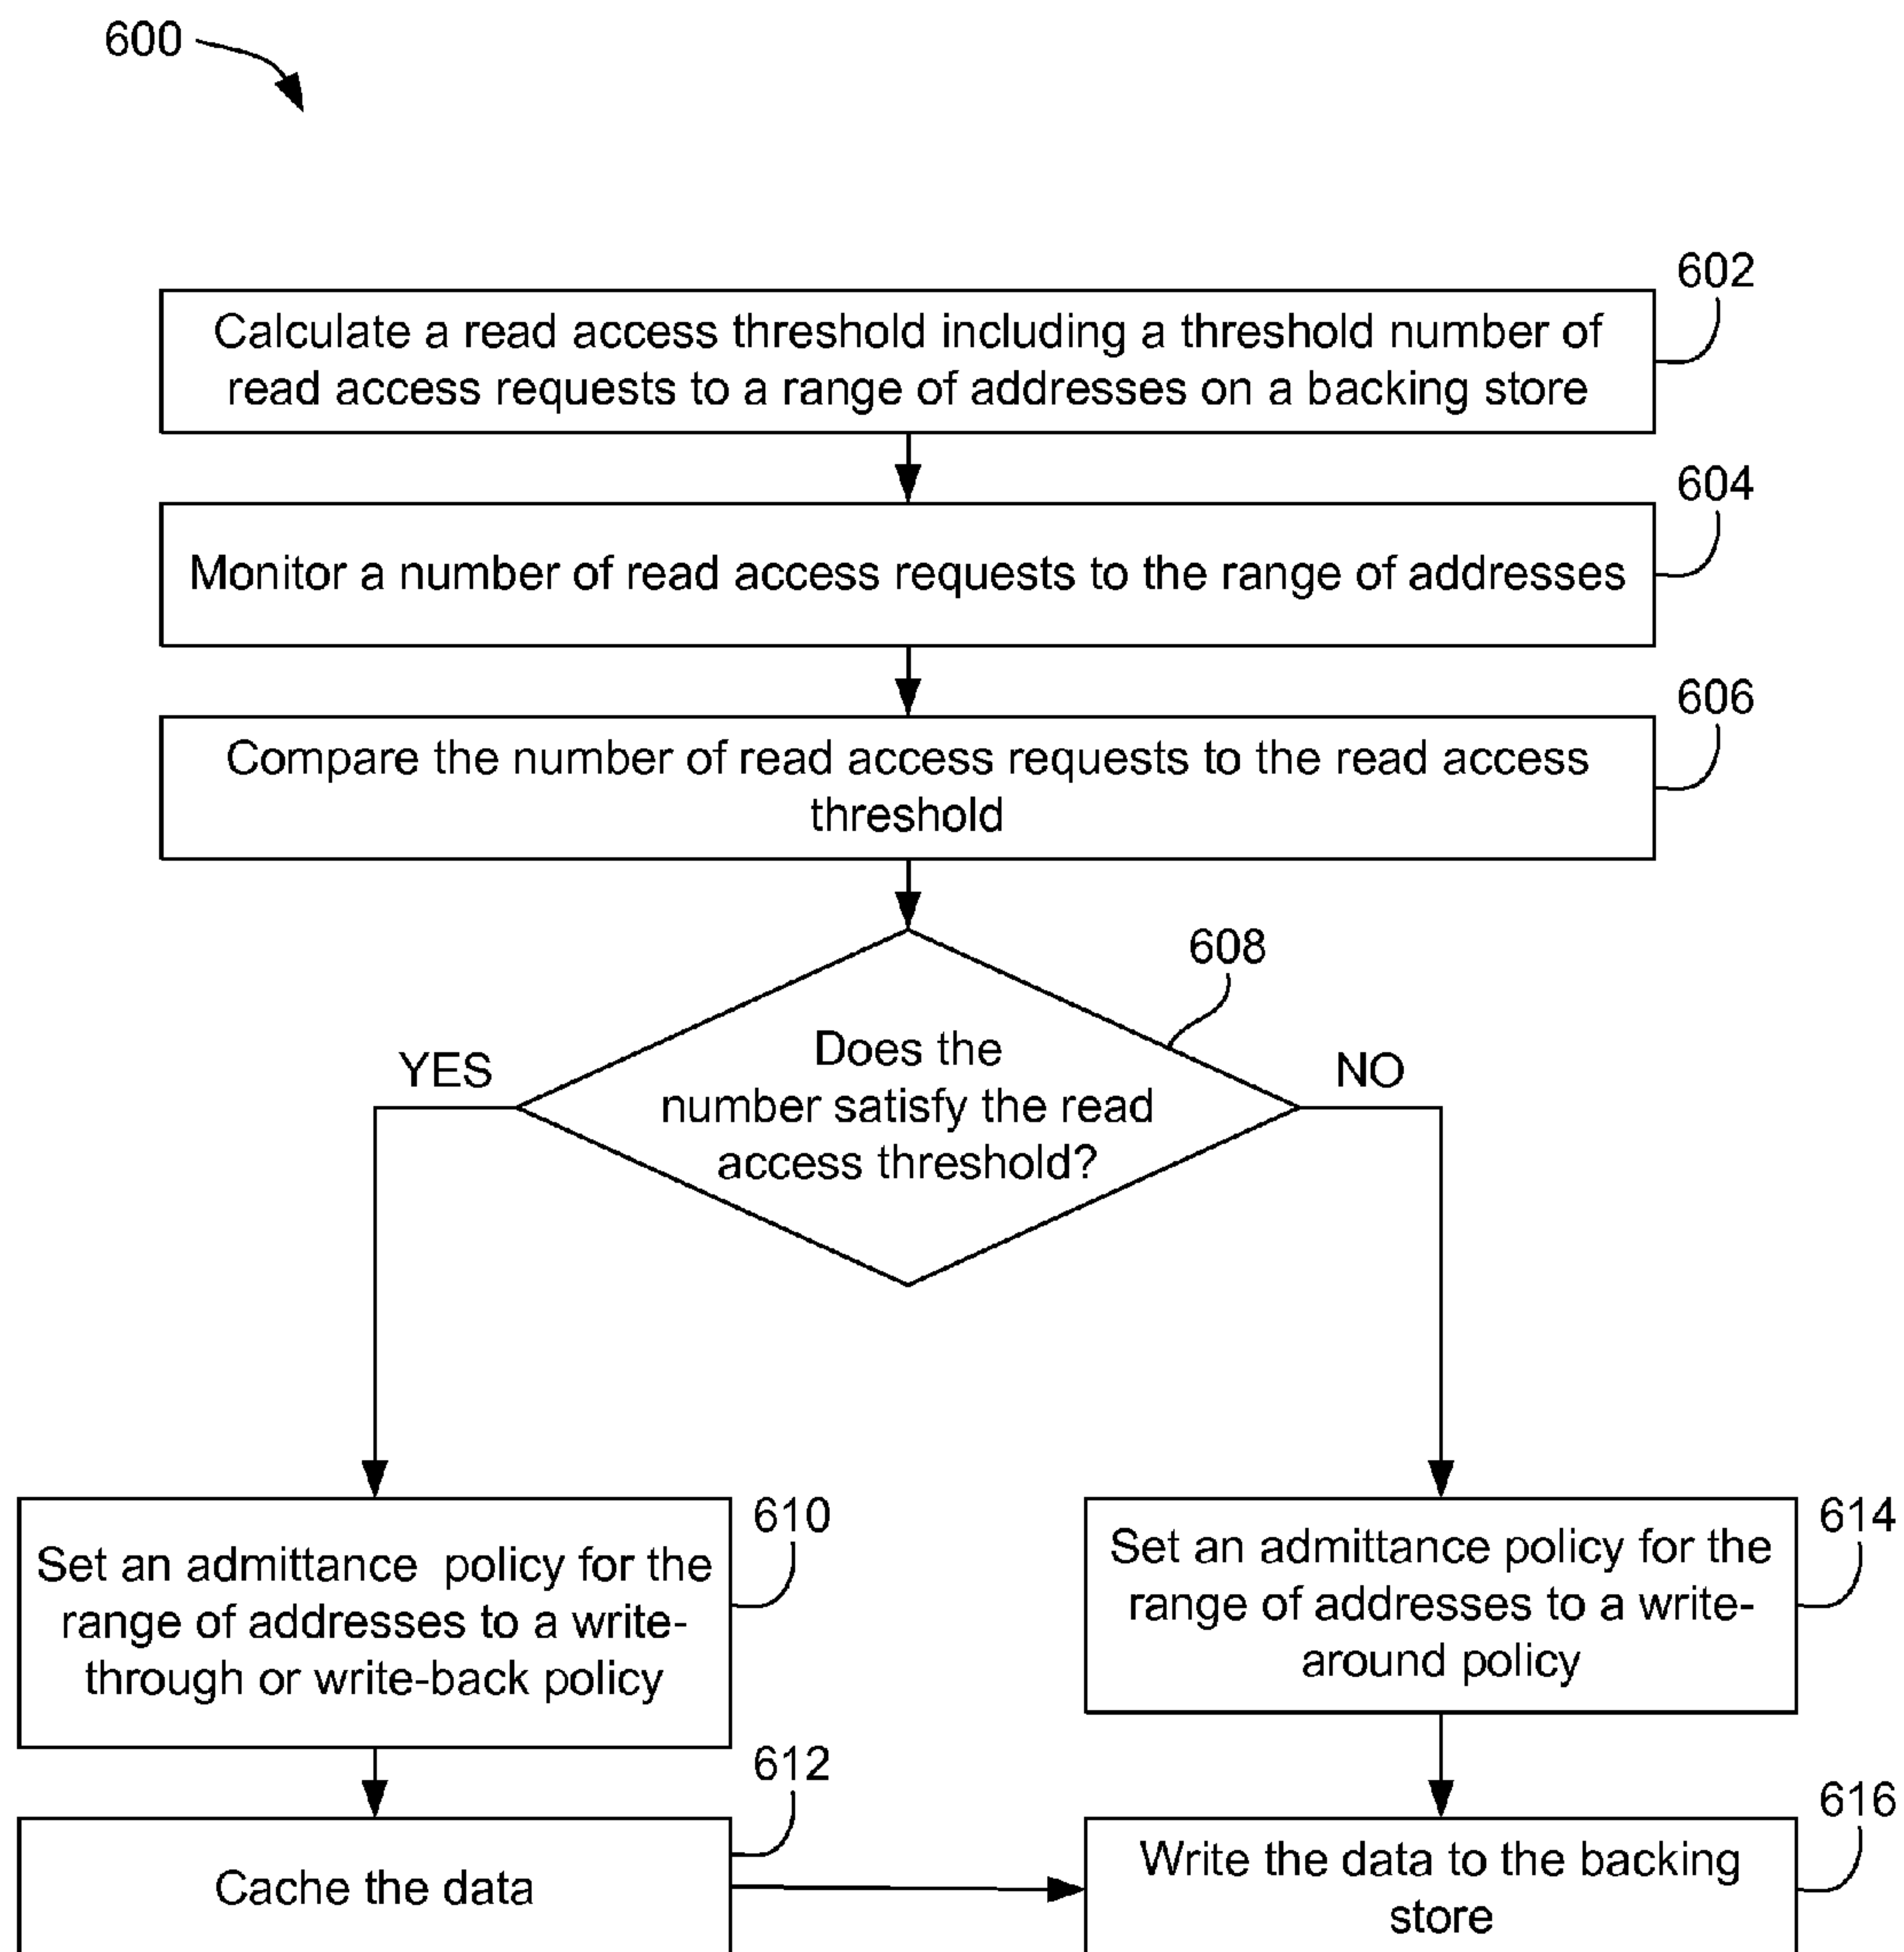 600
602
Calculate a read access threshold including a threshold number of
read access requests to a range of addresses on a backing store
604
Monitor a number of read access requests to the range of addresses
606
Compare the number of read access requests to the read access
threshold
608
Does the
number satisfy the read
access threshold?
YES
NO
610
Set an admittance policy for the
range of addresses to a write-
through or write-back policy
614
Set an admittance policy for the
range of addresses to a write-
around policy
612
Cache the data
616
Write the data to the backing
store